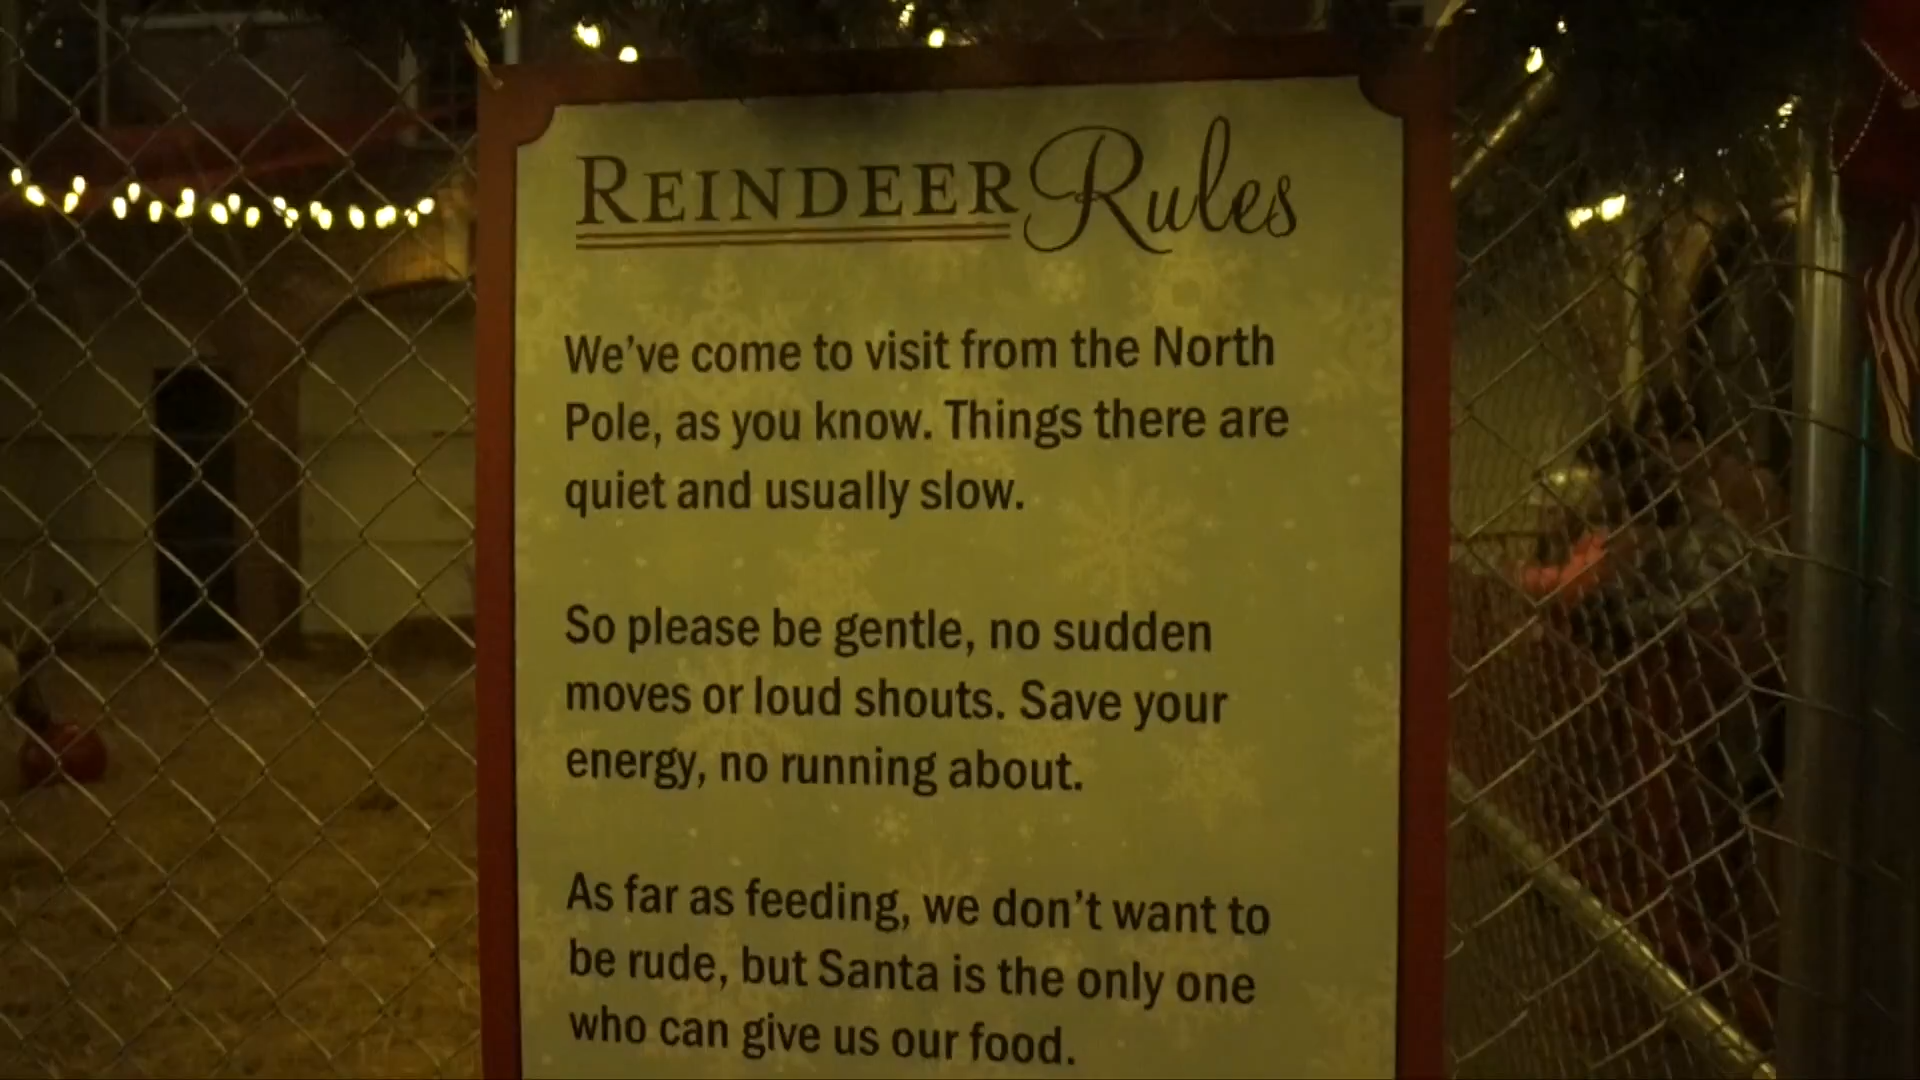 REINDEER Rules
We've come to visit from the North
Pole, as you know. Things there are
quiet and usually slow.
So please be gentle, no sudden
moves or loud shouts. Save your
energy, no running about.
As far as feeding, we don't want to
be rude, but Santa is the only one
who can give us our food.